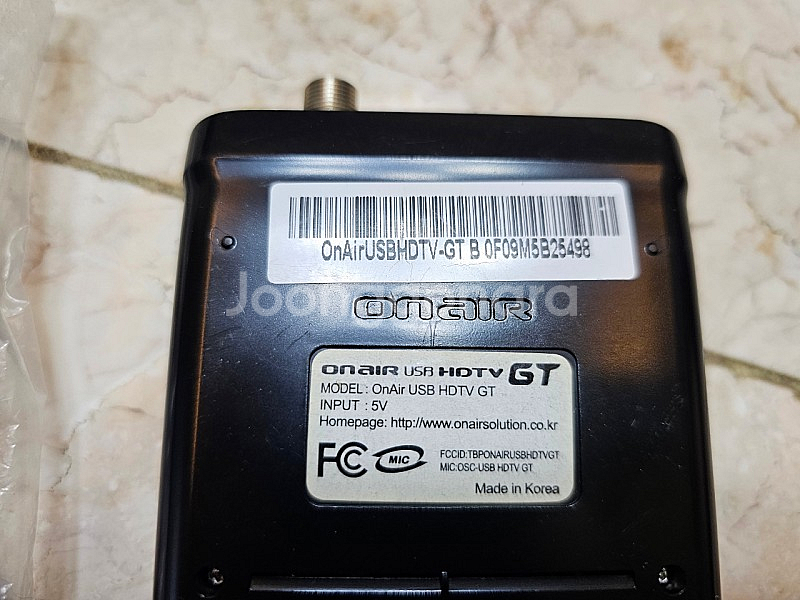 OnAirUSBHDTV-GT B 0F09M5B25498
Joonggonara
onair
onair USB HDTV GT
MODEL : OnAir USB HDTV GT
INPUT : 5V
Homepage: http://www.onairsolution.co.kr
FC MIC
FCCID:TBPONAIRUSBHDTVGT
MIC:OSC-USB HDTV GT
Made in Korea